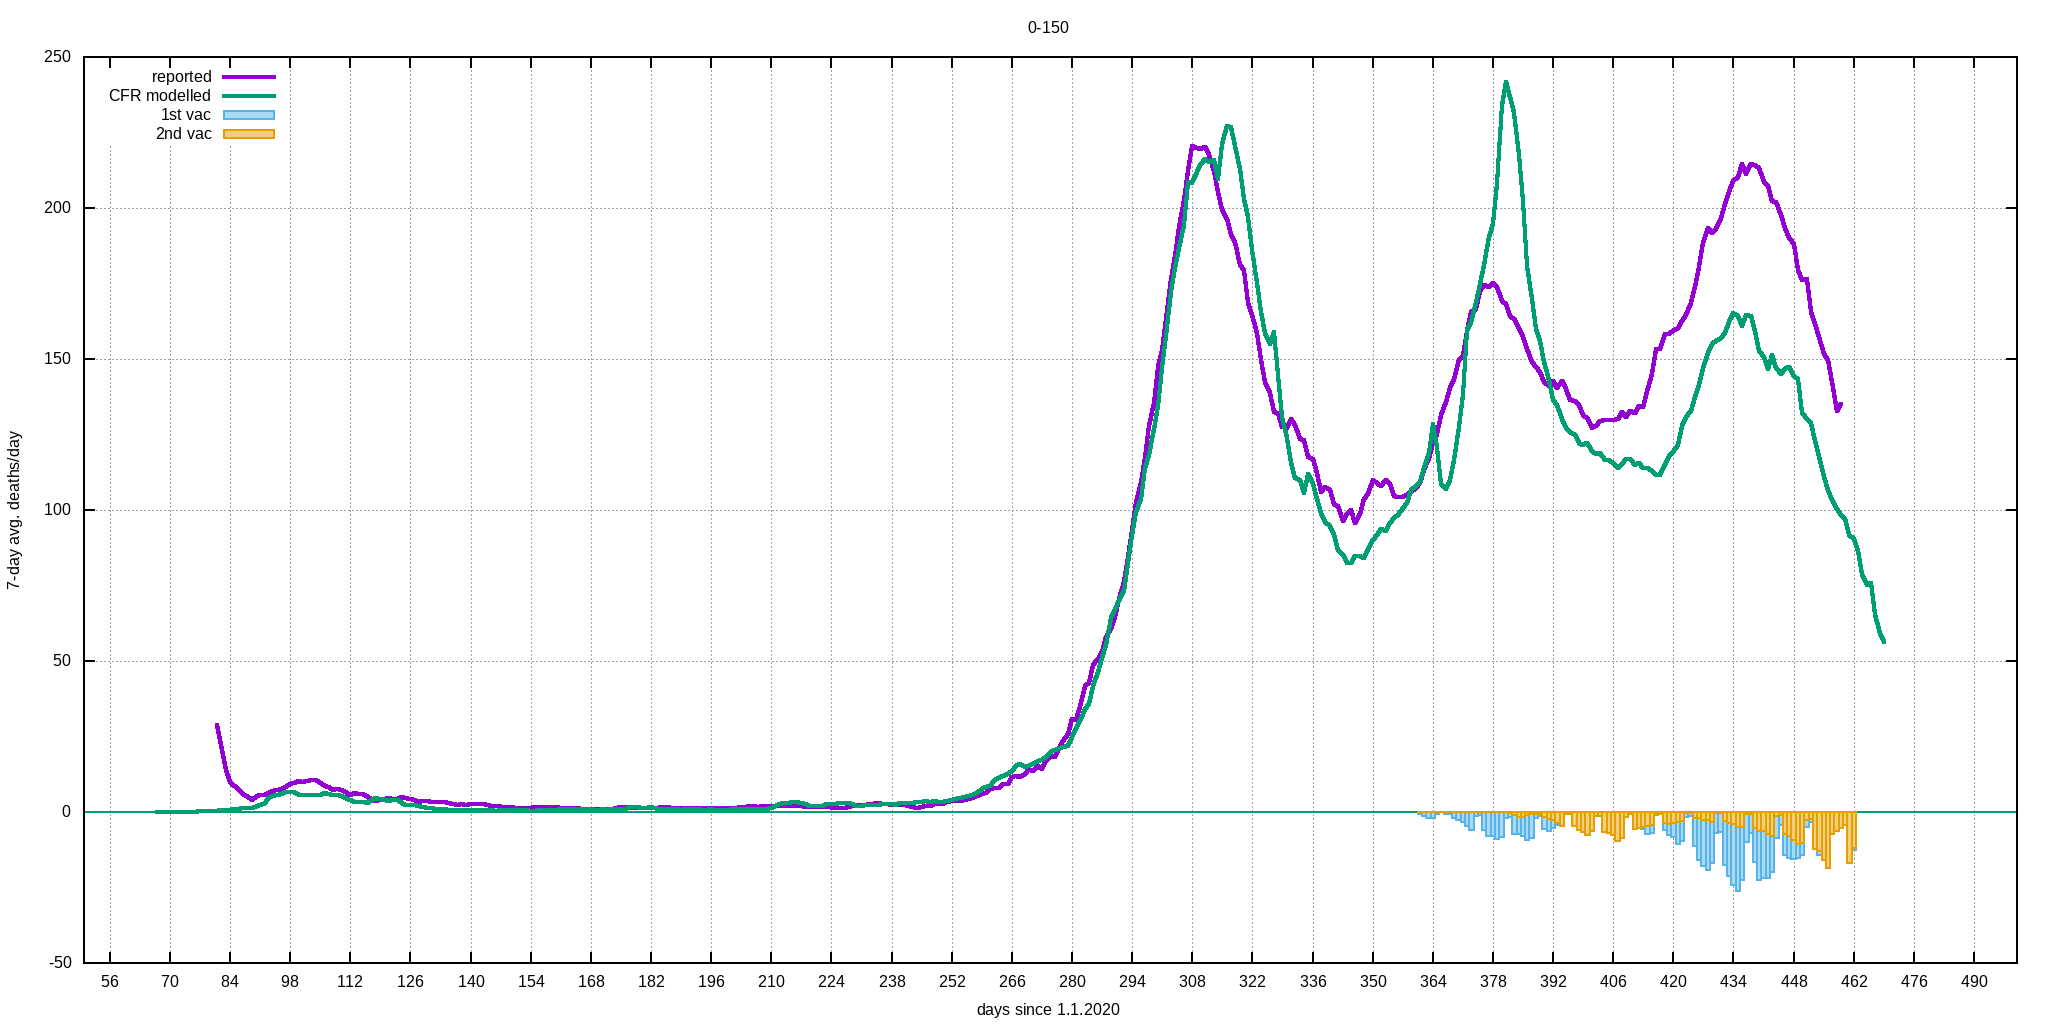 0-150
reported
CFR modelled
1st vac
2nd vac
250
200
150
100
50
0
-50
7-day avg. deaths/day
56 70 84 98 112 126 140 154 168 182 196 210 224 238 252 266 280 294 308 322 336 350 364 378 392 406 420 434 448 462 476 490
days since 1.1.2020